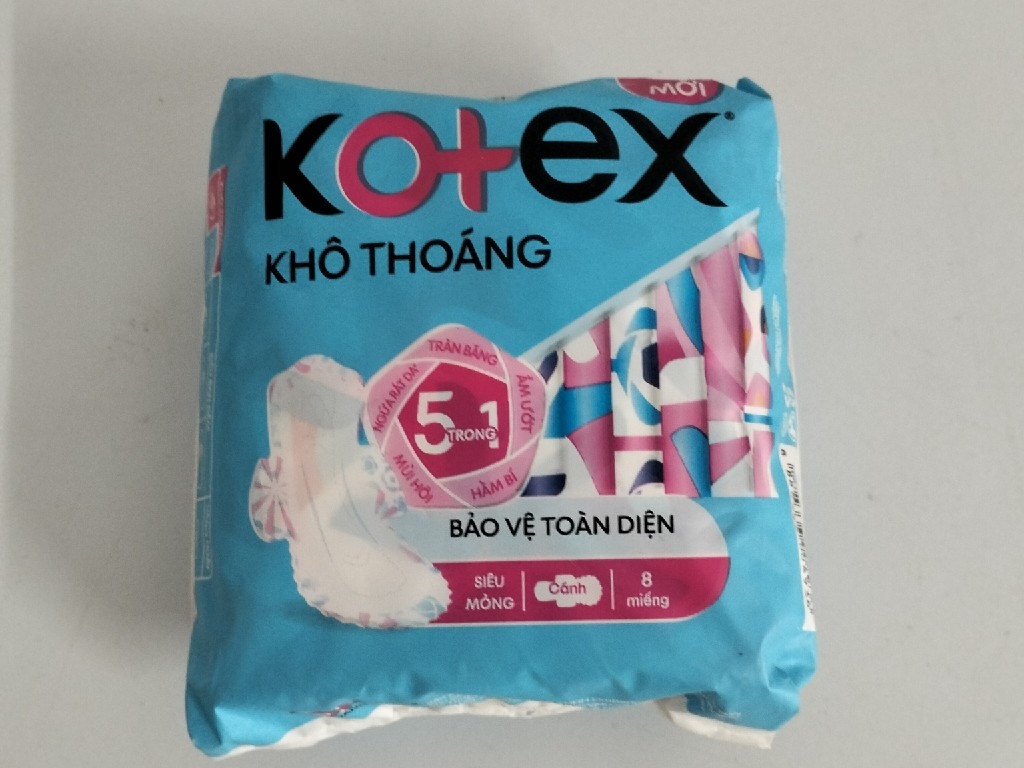 MỚI
Kotex®
KHÔ THOÁNG
TRÀN BĂNG
ẨM ƯỚT
HẦM BÍ
MÙI HÔI
NGỪA RÁT DA*
5 TRONG 1
BẢO VỆ TOÀN DIỆN
SIÊU MỎNG
Cánh
8 miếng